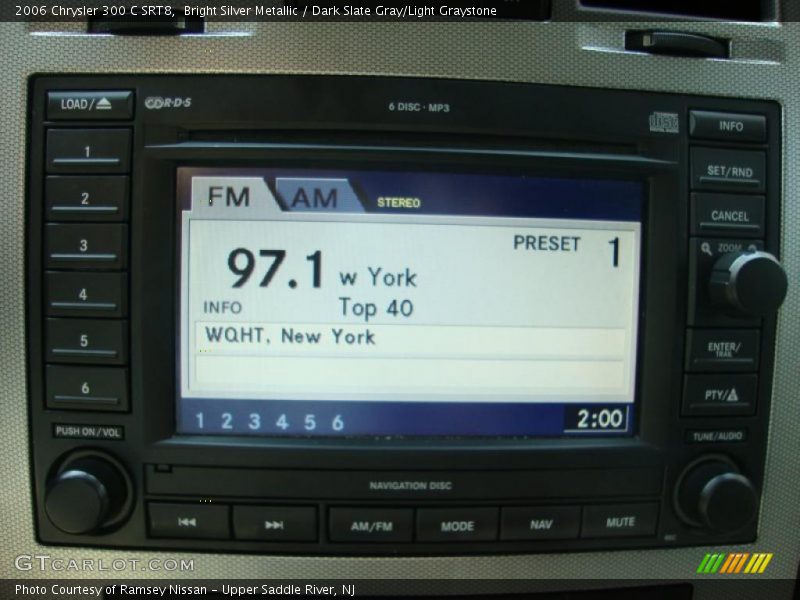 2006 Chrysler 300 C SRT8, Bright Silver Metallic / Dark Slate Gray/Light Graystone
LOAD/
R·D·S
6 DISC · MP3
disc
INFO
1
2
3
4
5
6
SET/RND
CANCEL
ZOOM
ENTER/
TRAIL
PTY/
FM
AM
STEREO
97.1
w York
PRESET 1
INFO
Top 40
WQHT, New York
1 2 3 4 5 6
2:00
PUSH ON/VOL
TUNE/AUDIO
NAVIGATION DISC
AM/FM
MODE
NAV
MUTE
GTCARLOT.COM
Photo Courtesy of Ramsey Nissan - Upper Saddle River, NJ